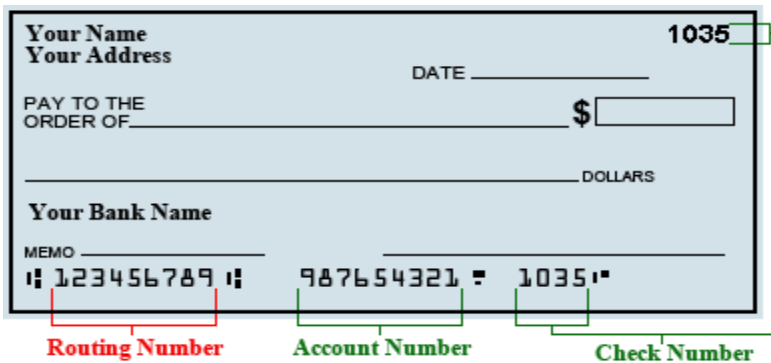 Your Name 1035
Your Address
DATE
PAY TO THE
ORDER OF $
DOLLARS
Your Bank Name
MEMO
⑆123456789⑆ 987654321⑈ 1035⑈
Routing Number Account Number Check Number